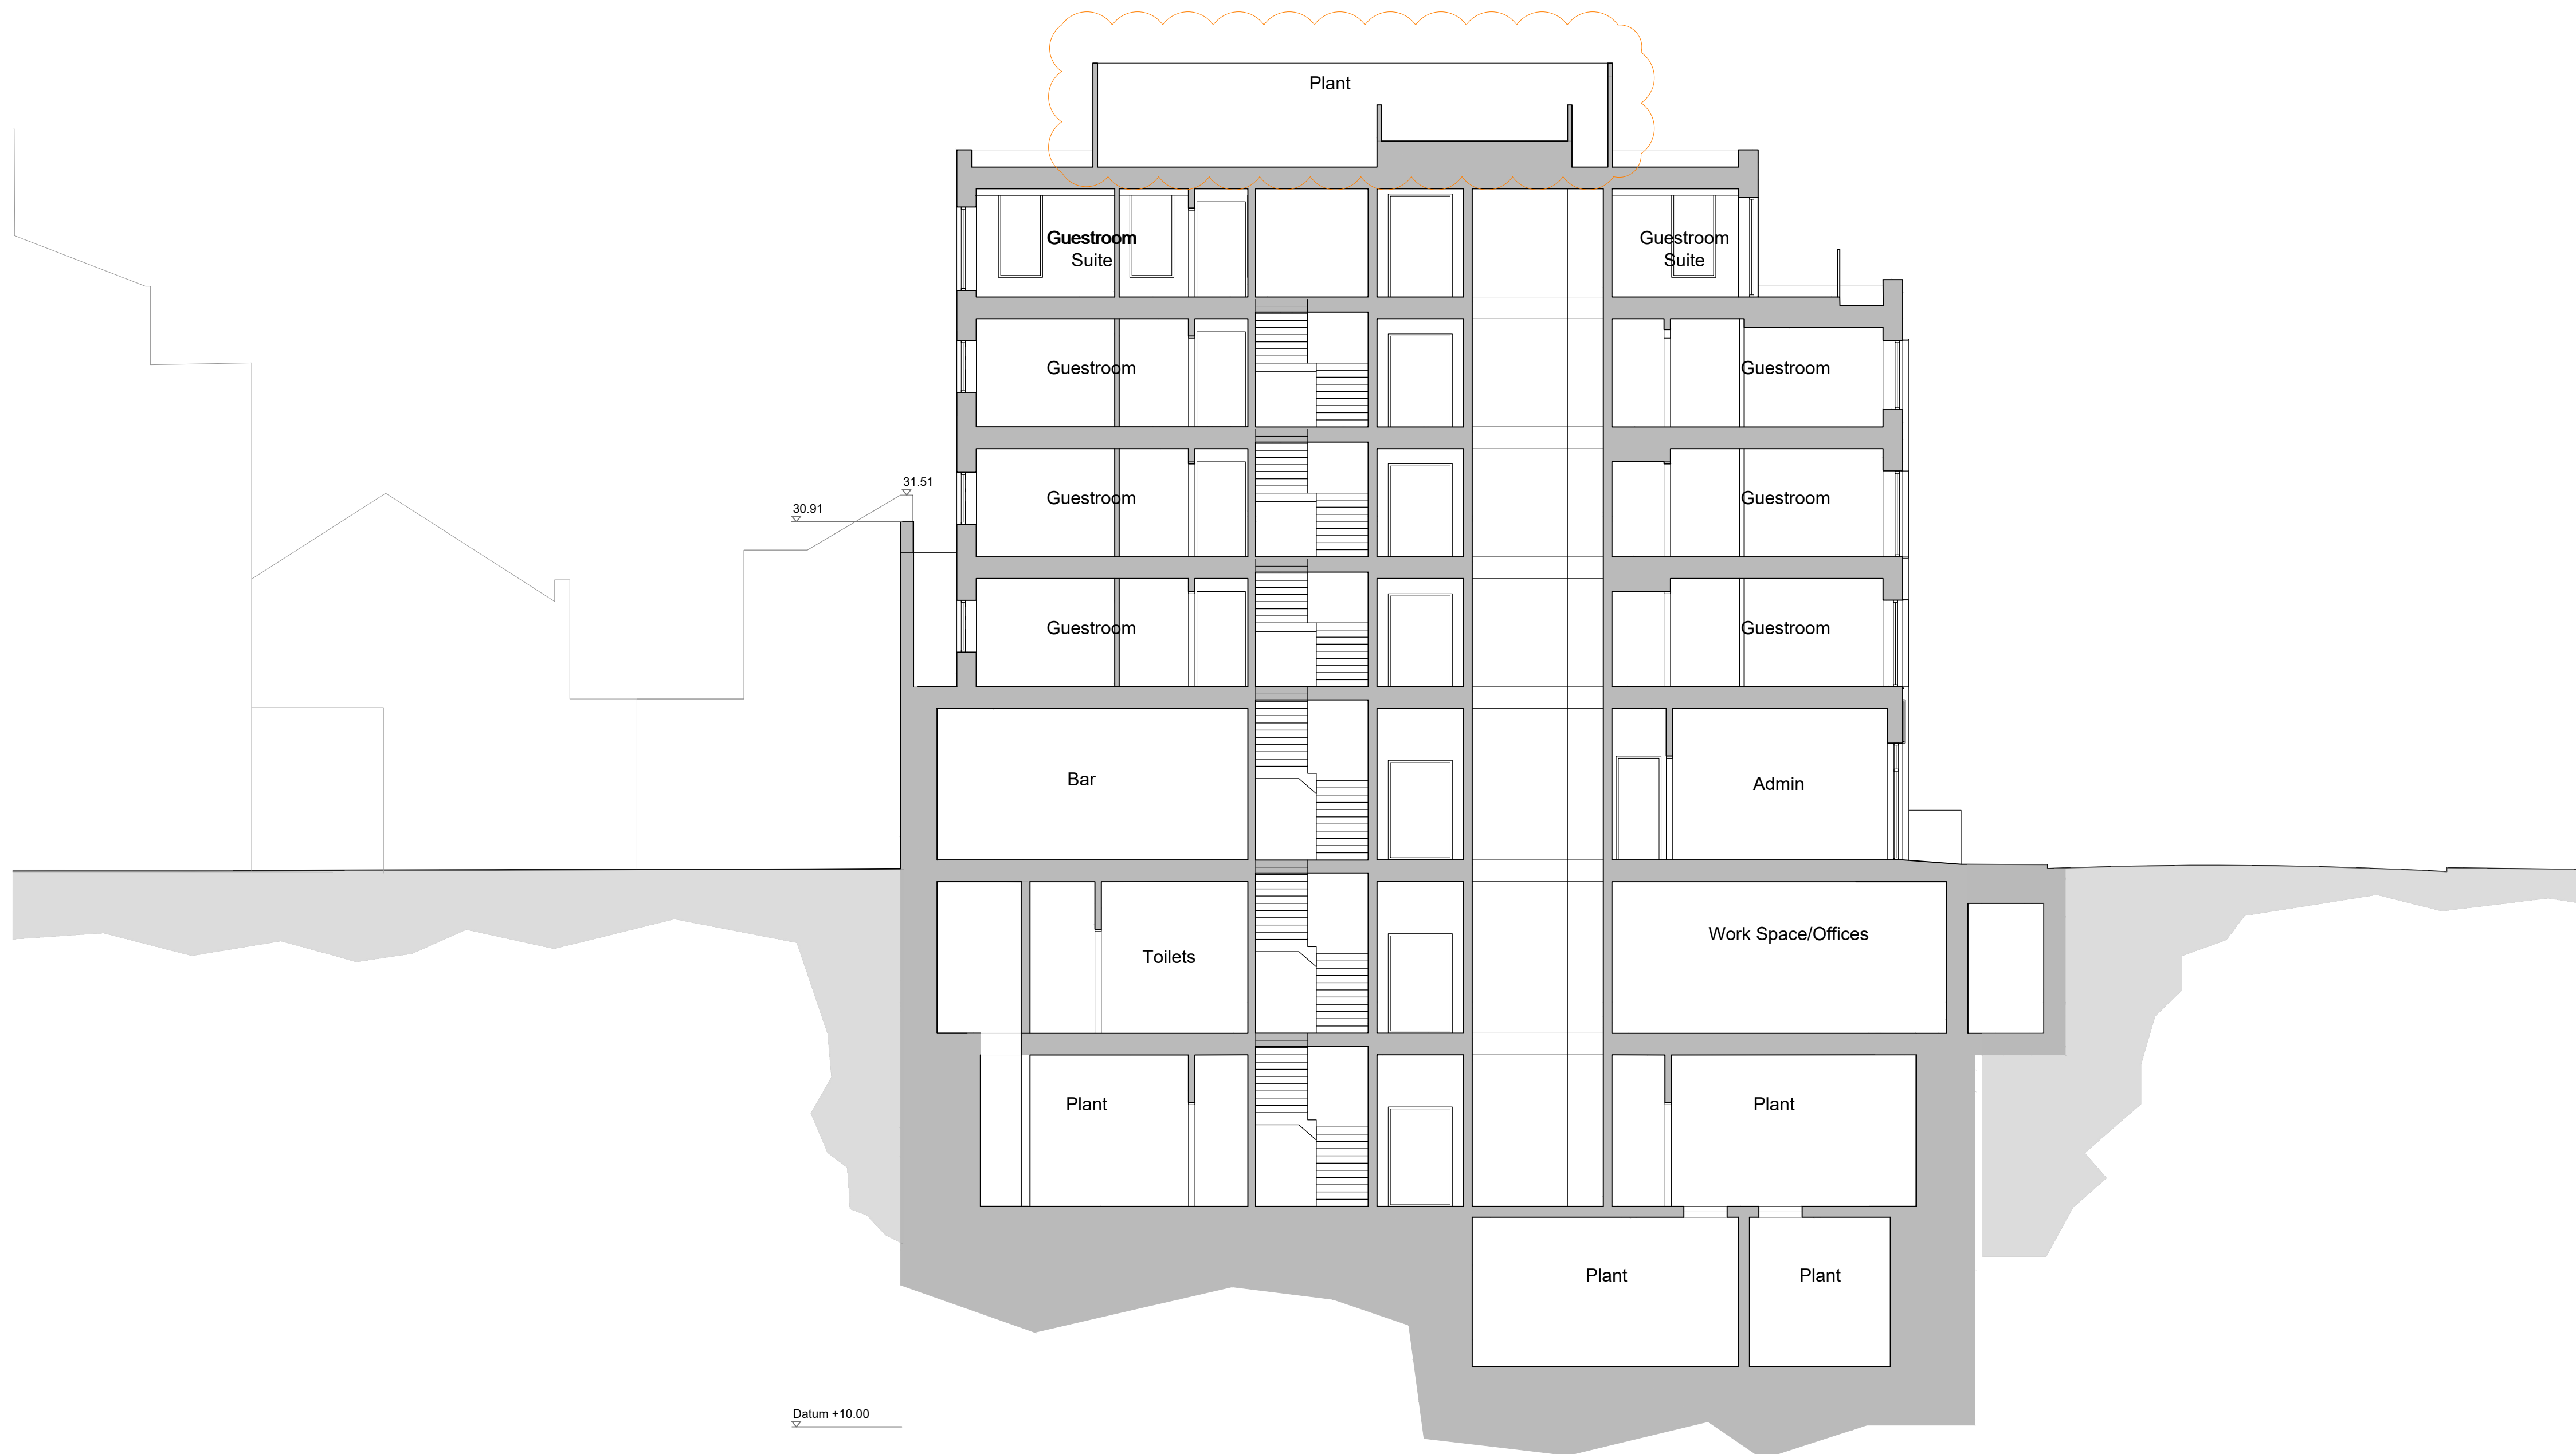 Plant
Guestroom
Suite
Guestroom
Suite
Guestroom
Guestroom
31.51
30.91
Guestroom
Guestroom
Guestroom
Guestroom
Bar
Admin
Toilets
Work Space/Offices
Plant
Plant
Plant
Plant
Datum +10.00